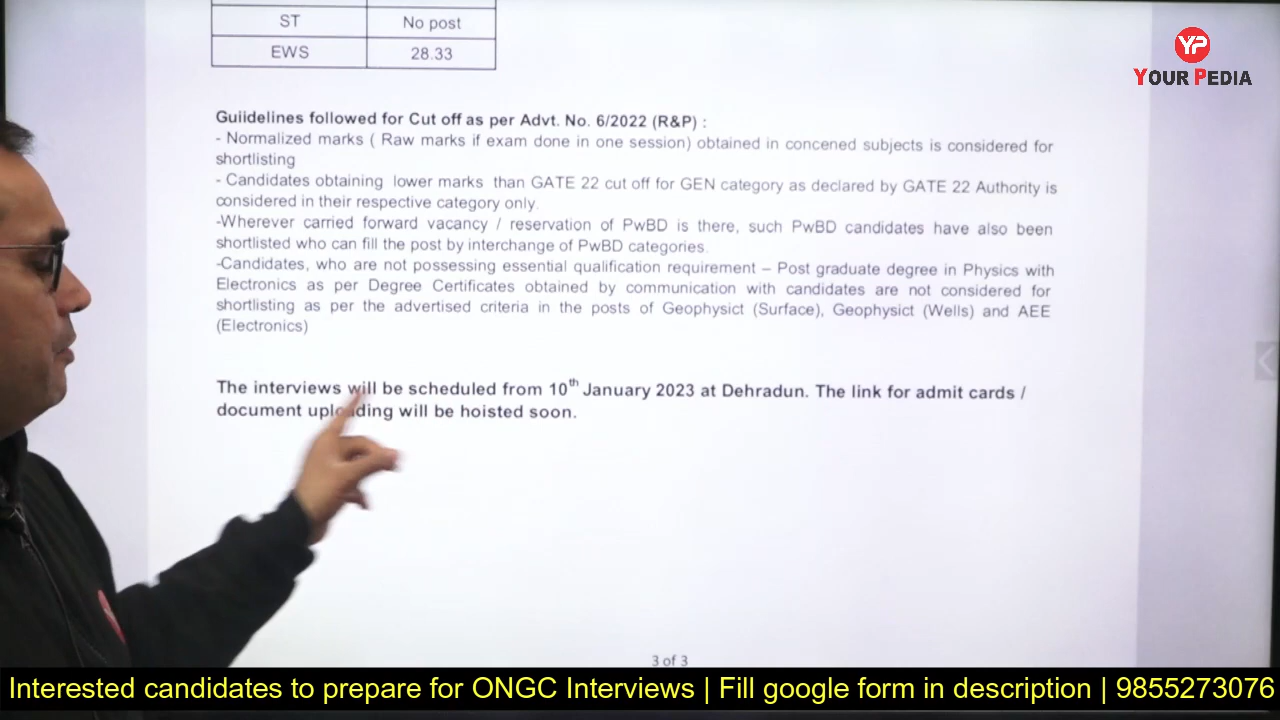 ST No post
EWS 28.33
YP
YOUR PEDIA
Guiidelines followed for Cut off as per Advt. No. 6/2022 (R&P) :
- Normalized marks ( Raw marks if exam done in one session) obtained in concened subjects is considered for
shortlisting
- Candidates obtaining lower marks than GATE 22 cut off for GEN category as declared by GATE 22 Authority is
considered in their respective category only.
-Wherever carried forward vacancy / reservation of PwBD is there, such PwBD candidates have also been
shortlisted who can fill the post by interchange of PwBD categories.
-Candidates, who are not possessing essential qualification requirement – Post graduate degree in Physics with
Electronics as per Degree Certificates obtained by communication with candidates are not considered for
shortlisting as per the advertised criteria in the posts of Geophysict (Surface), Geophysict (Wells) and AEE
(Electronics)
The interviews will be scheduled from 10th January 2023 at Dehradun. The link for admit cards /
document uploading will be hoisted soon.
3 of 3
Interested candidates to prepare for ONGC Interviews | Fill google form in description | 9855273076